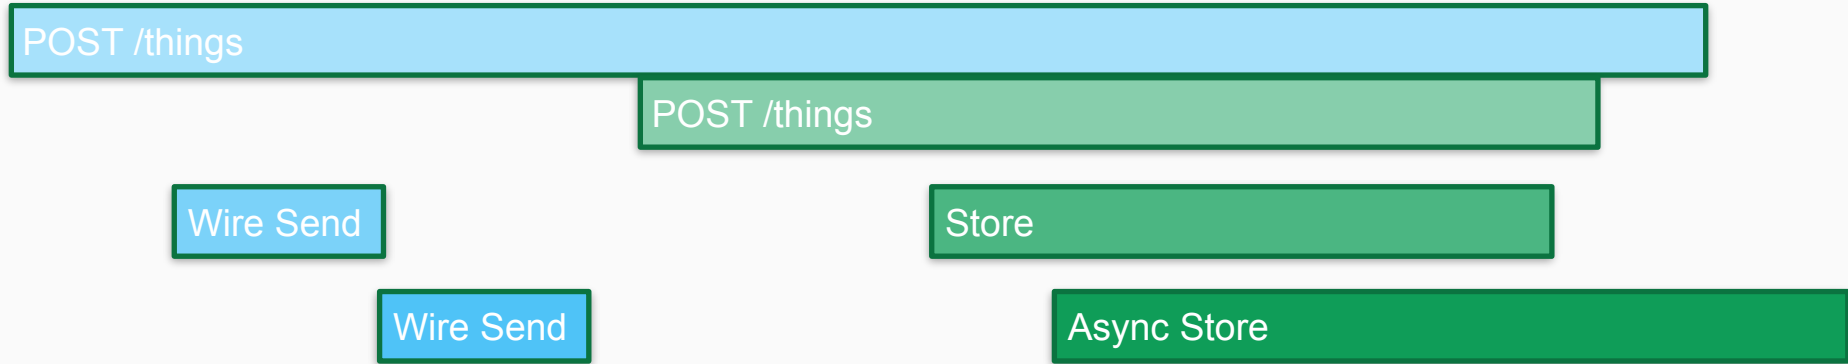 POST /things
POST /things
Wire Send
Store
Wire Send
Async Store